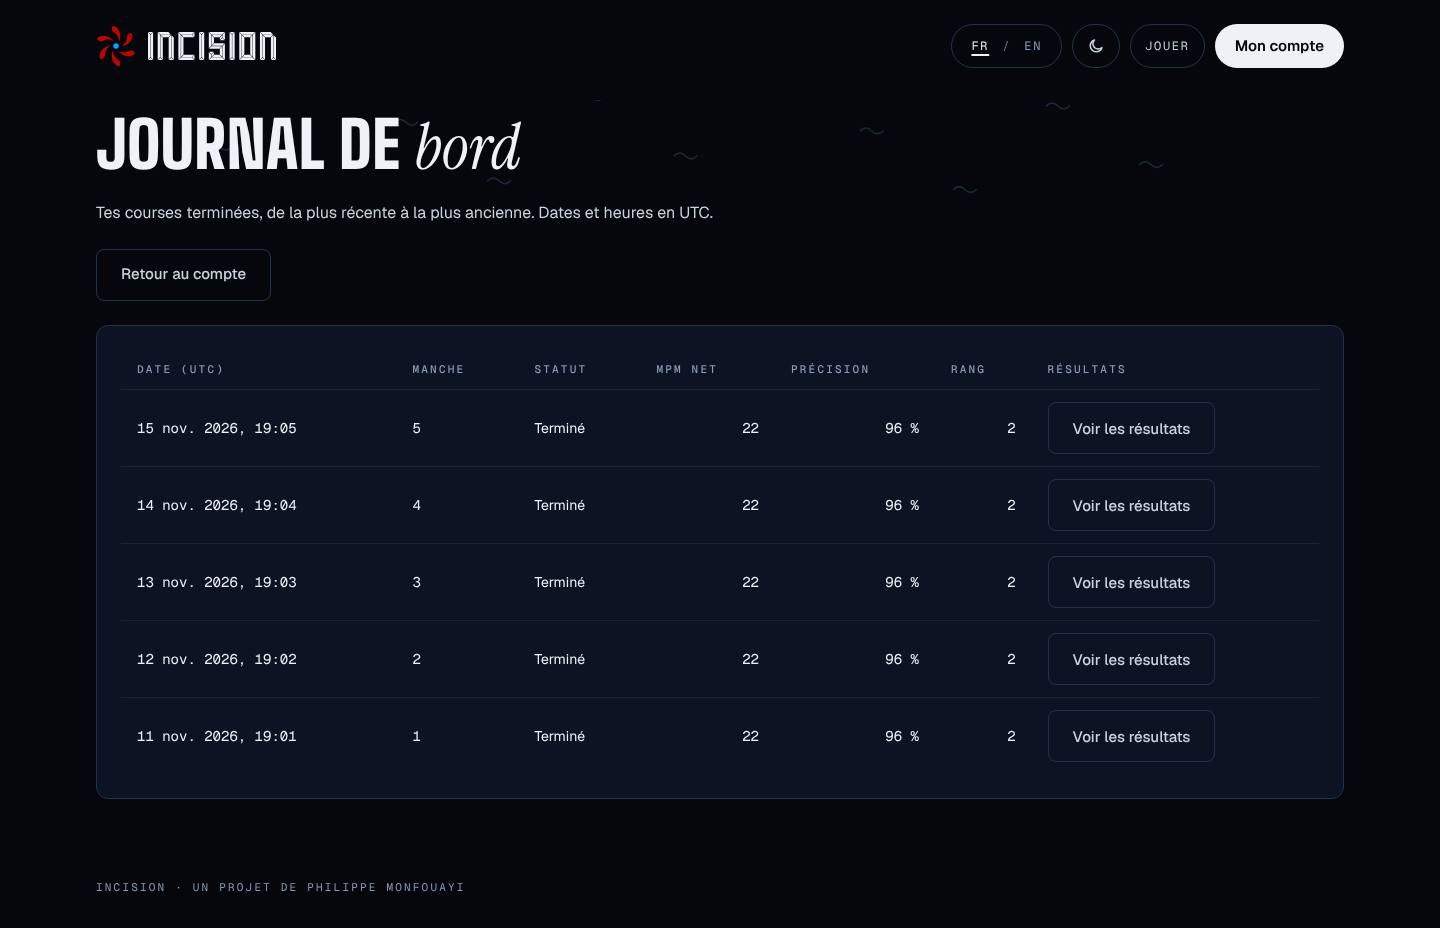 INCISION
FR / EN
JOUER
Mon compte
JOURNAL DE bord
Tes courses terminées, de la plus récente à la plus ancienne. Dates et heures en UTC.
Retour au compte
DATE (UTC) MANCHE STATUT MPM NET PRÉCISION RANG RÉSULTATS
15 nov. 2026, 19:05 5 Terminé 22 96 % 2 Voir les résultats
14 nov. 2026, 19:04 4 Terminé 22 96 % 2 Voir les résultats
13 nov. 2026, 19:03 3 Terminé 22 96 % 2 Voir les résultats
12 nov. 2026, 19:02 2 Terminé 22 96 % 2 Voir les résultats
11 nov. 2026, 19:01 1 Terminé 22 96 % 2 Voir les résultats
INCISION · UN PROJET DE PHILIPPE MONFOUAYI